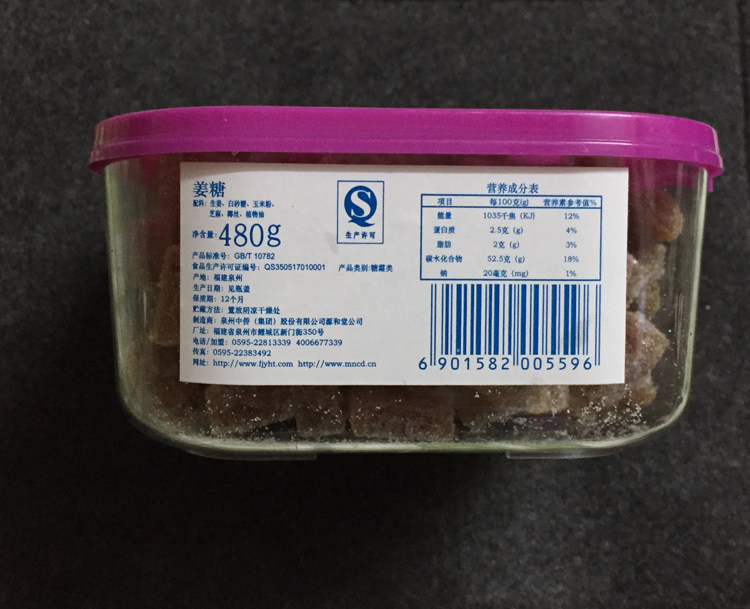 姜糖
配料：生姜、白砂糖、玉米粉、
芝麻、椰丝、植物油
净含量：480g
产品标准号：GB/T 10782
食品生产许可证编号：QS350517010001 产品类别:糖霜类
产地：福建泉州
生产日期：见瓶盖
保质期：12个月
贮藏方法：置放阴凉干燥处
制造商：泉州中侨（集团）股份有限公司源和堂公司
厂址：福建省泉州市鲤城区新门街350号
电话/加盟：0595-22813339 4006677339
传真：0595-22383492
网址：http://www.fjyht.com http://www.mncd.cn
QS
生产许可
营养成分表
项目 每100克(g) 营养素参考值%
能量 1035千焦 (KJ) 12%
蛋白质 2.5克 (g) 4%
脂肪 2克 (g) 3%
碳水化合物 52.5克 (g) 18%
钠 20毫克 (mg) 1%
6 901582 005596